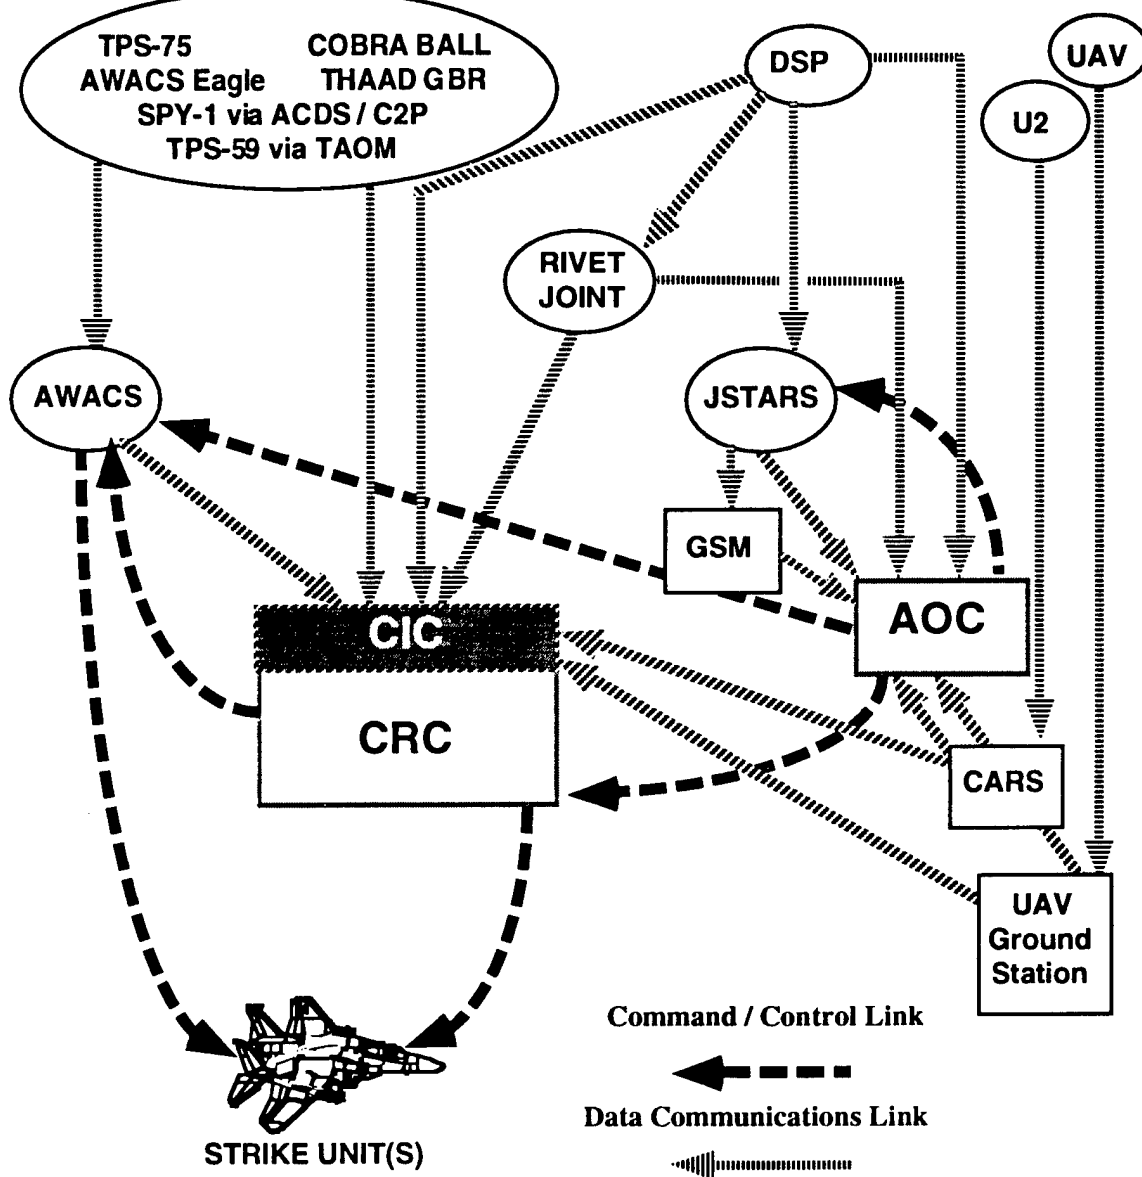 TPS-75 COBRA BALL
AWACS Eagle THAAD GBR
SPY-1 via ACDS / C2P
TPS-59 via TAOM
DSP
UAV
U2
RIVET
JOINT
AWACS
JSTARS
GSM
CIC
AOC
CRC
CARS
UAV
Ground
Station
Command / Control Link
Data Communications Link
STRIKE UNIT(S)